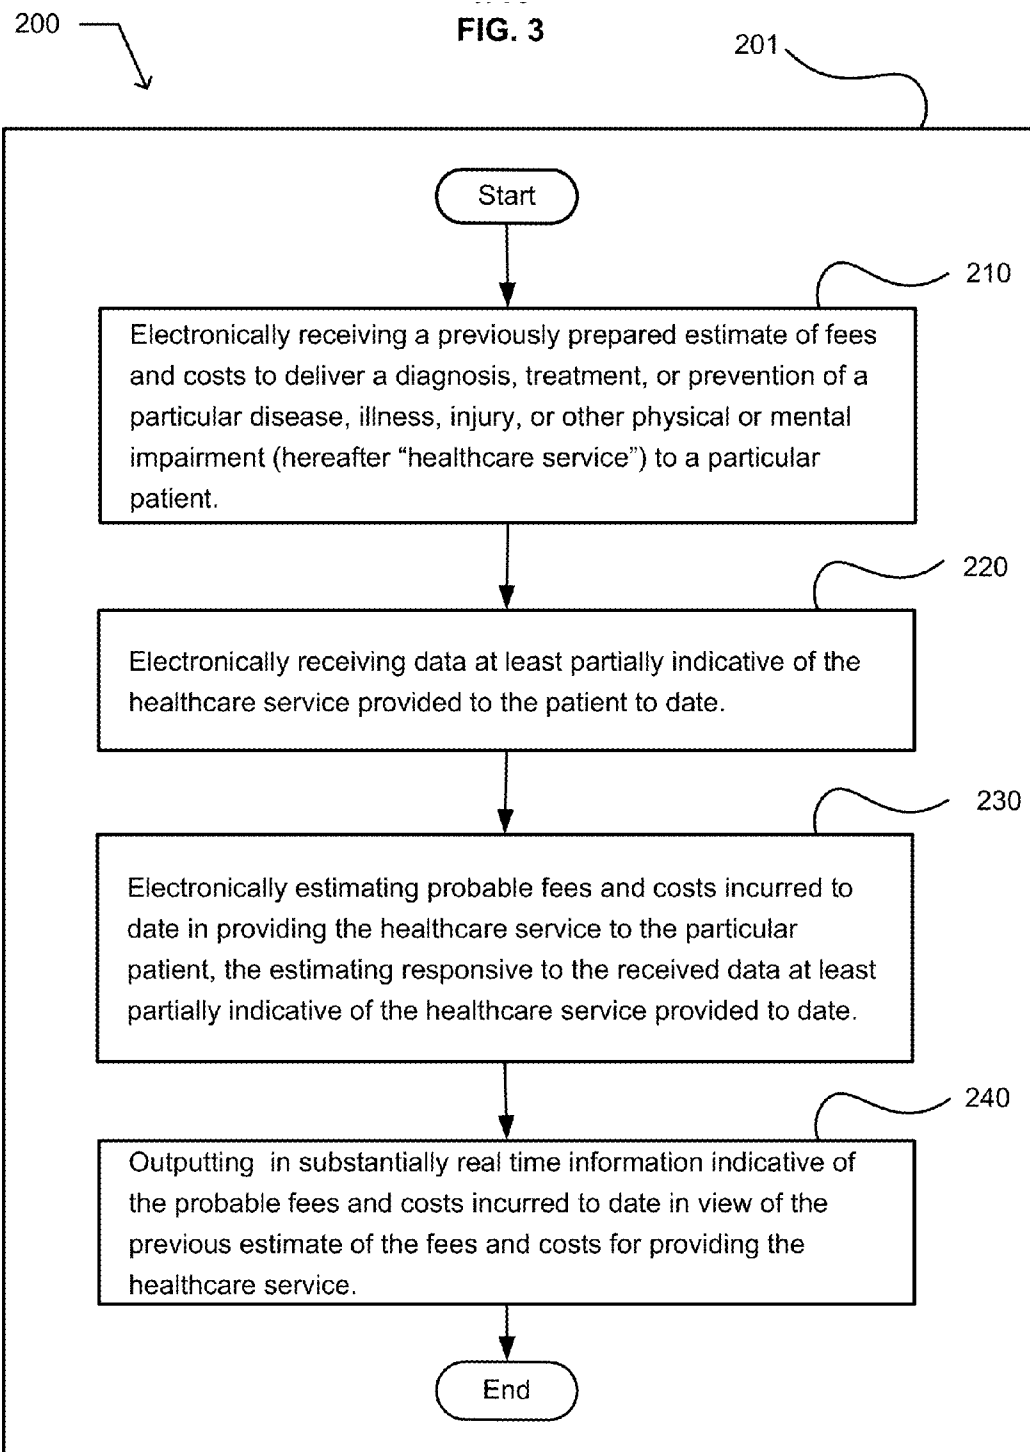 FIG. 3
200
201
Start
210
Electronically receiving a previously prepared estimate of fees
and costs to deliver a diagnosis, treatment, or prevention of a
particular disease, illness, injury, or other physical or mental
impairment (hereafter “healthcare service”) to a particular
patient.
220
Electronically receiving data at least partially indicative of the
healthcare service provided to the patient to date.
230
Electronically estimating probable fees and costs incurred to
date in providing the healthcare service to the particular
patient, the estimating responsive to the received data at least
partially indicative of the healthcare service provided to date.
240
Outputting in substantially real time information indicative of
the probable fees and costs incurred to date in view of the
previous estimate of the fees and costs for providing the
healthcare service.
End